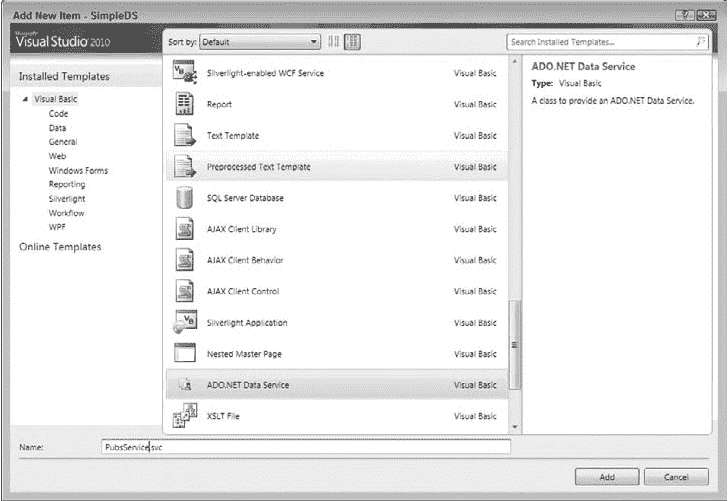 Add New Item - SimpleDS
Microsoft
Visual Studio 2010
Sort by: Default
Search Installed Templates...
Installed Templates
Visual Basic
Code
Data
General
Web
Windows Forms
Reporting
Silverlight
Workflow
WPF
Online Templates
Silverlight-enabled WCF Service Visual Basic
Report Visual Basic
Text Template Visual Basic
Preprocessed Text Template Visual Basic
SQL Server Database Visual Basic
AJAX Client Library Visual Basic
AJAX Client Behavior Visual Basic
AJAX Client Control Visual Basic
Silverlight Application Visual Basic
Nested Master Page Visual Basic
ADO.NET Data Service Visual Basic
XSLT File Visual Basic
ADO.NET Data Service
Type: Visual Basic
A class to provide an ADO.NET Data Service.
Name: PubsService.svc
Add Cancel